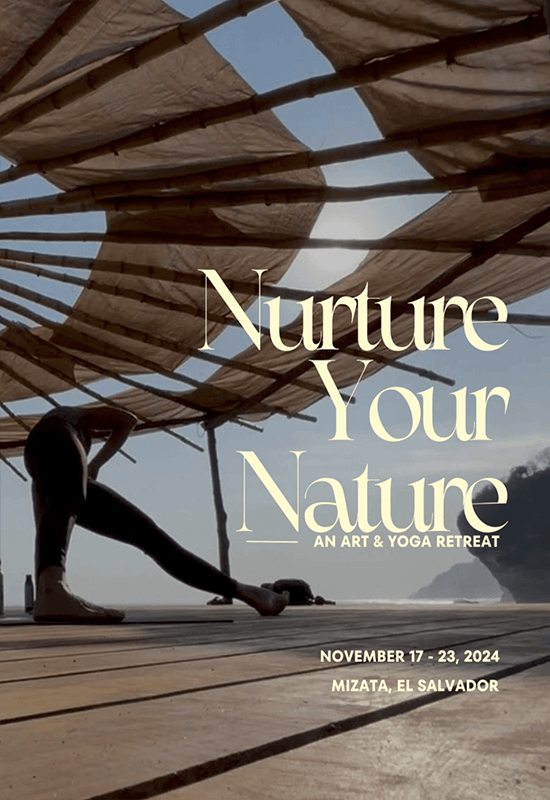 Nurture
Your
Nature
AN ART & YOGA RETREAT
NOVEMBER 17 - 23, 2024
MIZATA, EL SALVADOR